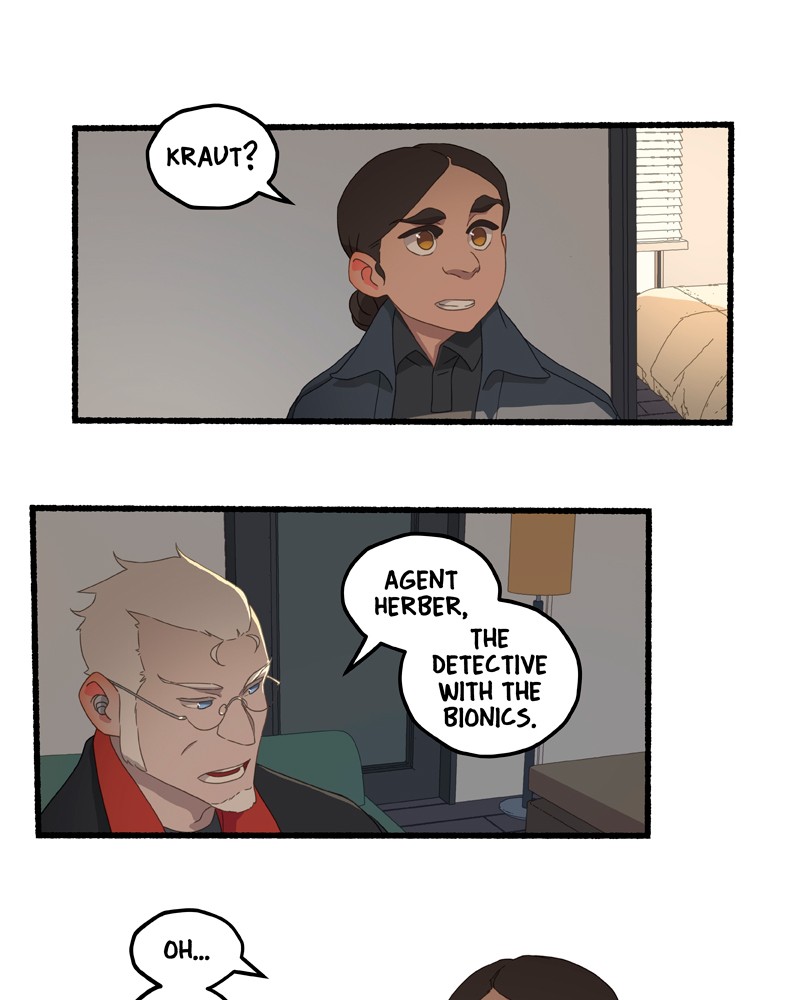 KRAUT?
AGENT
HERBER,
THE
DETECTIVE
WITH THE
BIONICS.
OH...